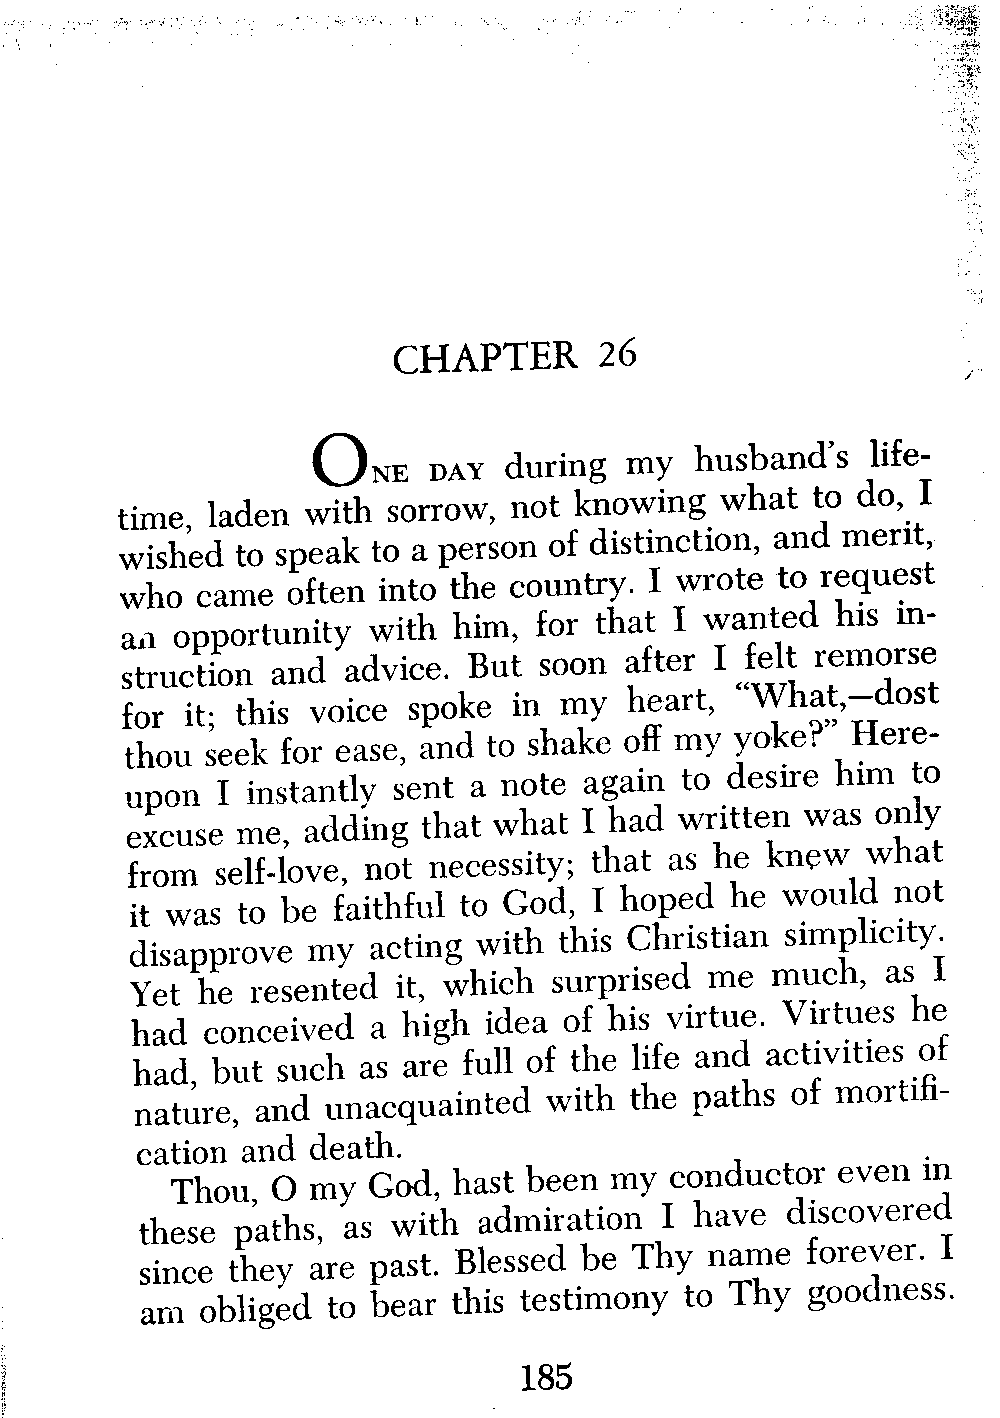 CHAPTER 26
ONE DAY during my husband's life-
time, laden with sorrow, not knowing what to do, I
wished to speak to a person of distinction, and merit,
who came often into the country. I wrote to request
an opportunity with him, for that I wanted his in-
struction and advice. But soon after I felt remorse
for it; this voice spoke in my heart, “What,—dost
thou seek for ease, and to shake off my yoke?” Here-
upon I instantly sent a note again to desire him to
excuse me, adding that what I had written was only
from self-love, not necessity; that as he knew what
it was to be faithful to God, I hoped he would not
disapprove my acting with this Christian simplicity.
Yet he resented it, which surprised me much, as I
had conceived a high idea of his virtue. Virtues he
had, but such as are full of the life and activities of
nature, and unacquainted with the paths of mortifi-
cation and death.
Thou, O my God, hast been my conductor even in
these paths, as with admiration I have discovered
since they are past. Blessed be Thy name forever. I
am obliged to bear this testimony to Thy goodness.
185